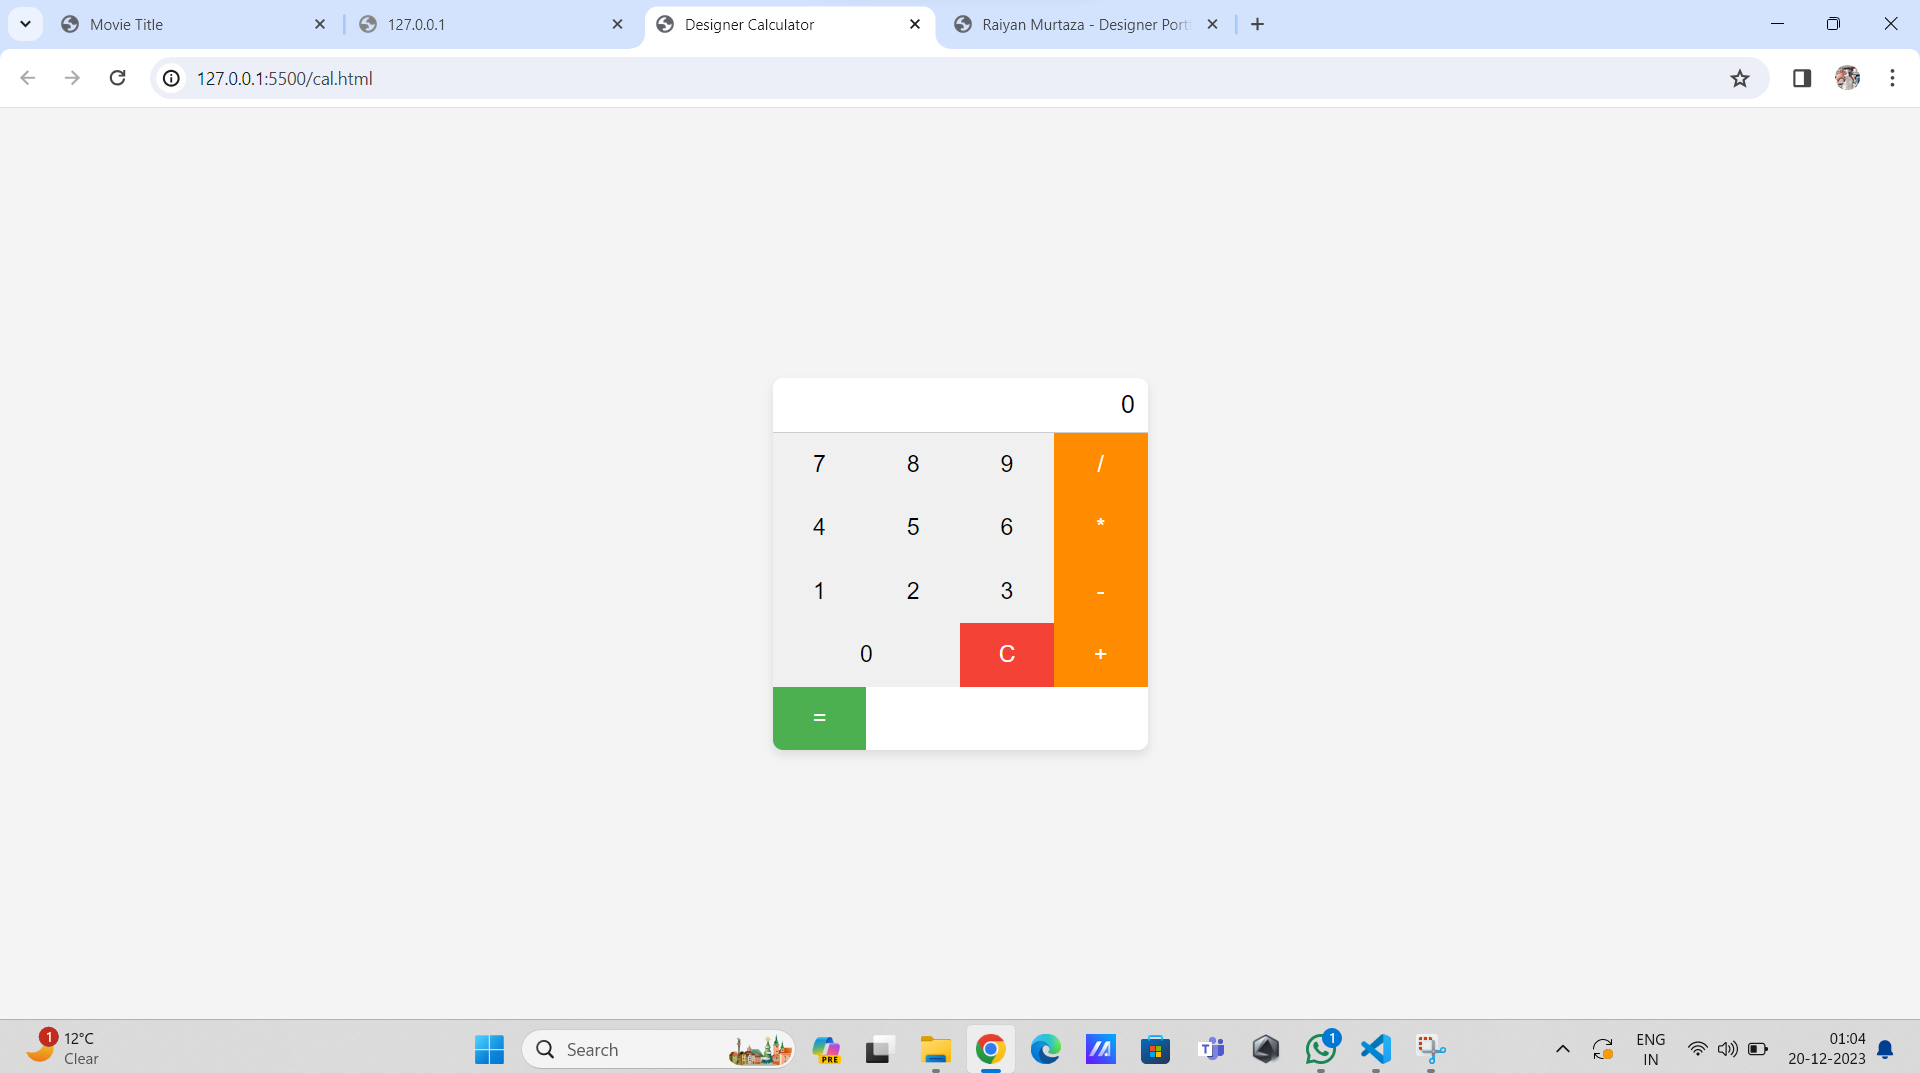 Movie Title
127.0.0.1
Designer Calculator
Raiyan Murtaza - Designer Port
127.0.0.1:5500/cal.html
0
7 8 9 /
4 5 6 *
1 2 3 -
0 C +
=
1
12°C
Clear
Search
PRE
1
ENG
IN
01:04
20-12-2023